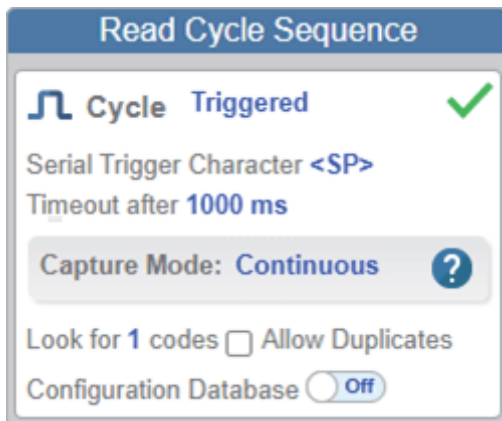 Read Cycle Sequence
Cycle Triggered
Serial Trigger Character <SP>
Timeout after 1000 ms
Capture Mode: Continuous ?
Look for 1 codes Allow Duplicates
Configuration Database Off